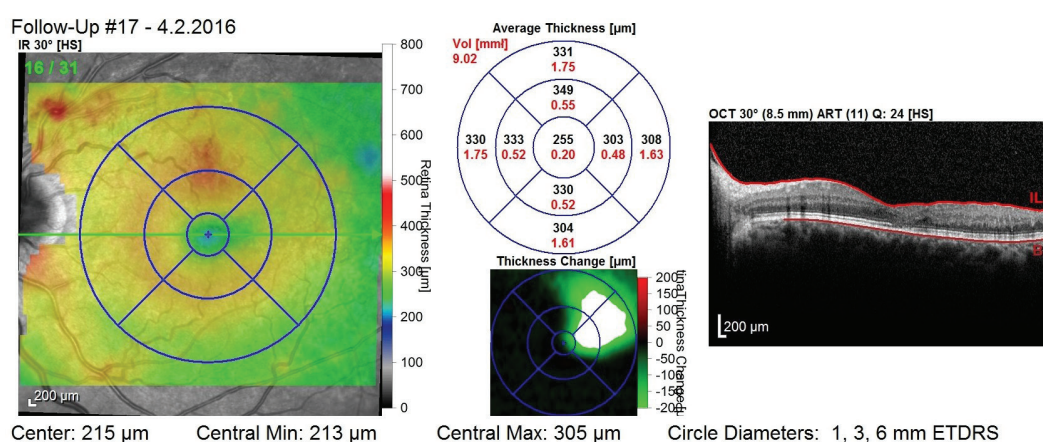 Follow-Up #17 - 4.2.2016
IR 30° [HS]
16 / 31
200 µm
800
700
600
500
400
300
200
100
0
Retina Thickness [µm]
Average Thickness [µm]
Vol [mm³]
9.02
331
1.75
349
0.55
330 333 255 303 308
1.75 0.52 0.20 0.48 1.63
330
0.52
304
1.61
Thickness Change [µm]
200
150
100
50
0
-50
-100
-150
-200
OCT 30° (8.5 mm) ART (11) Q: 24 [HS]
IL
B
200 µm
Center: 215 µm Central Min: 213 µm Central Max: 305 µm Circle Diameters: 1, 3, 6 mm ETDRS